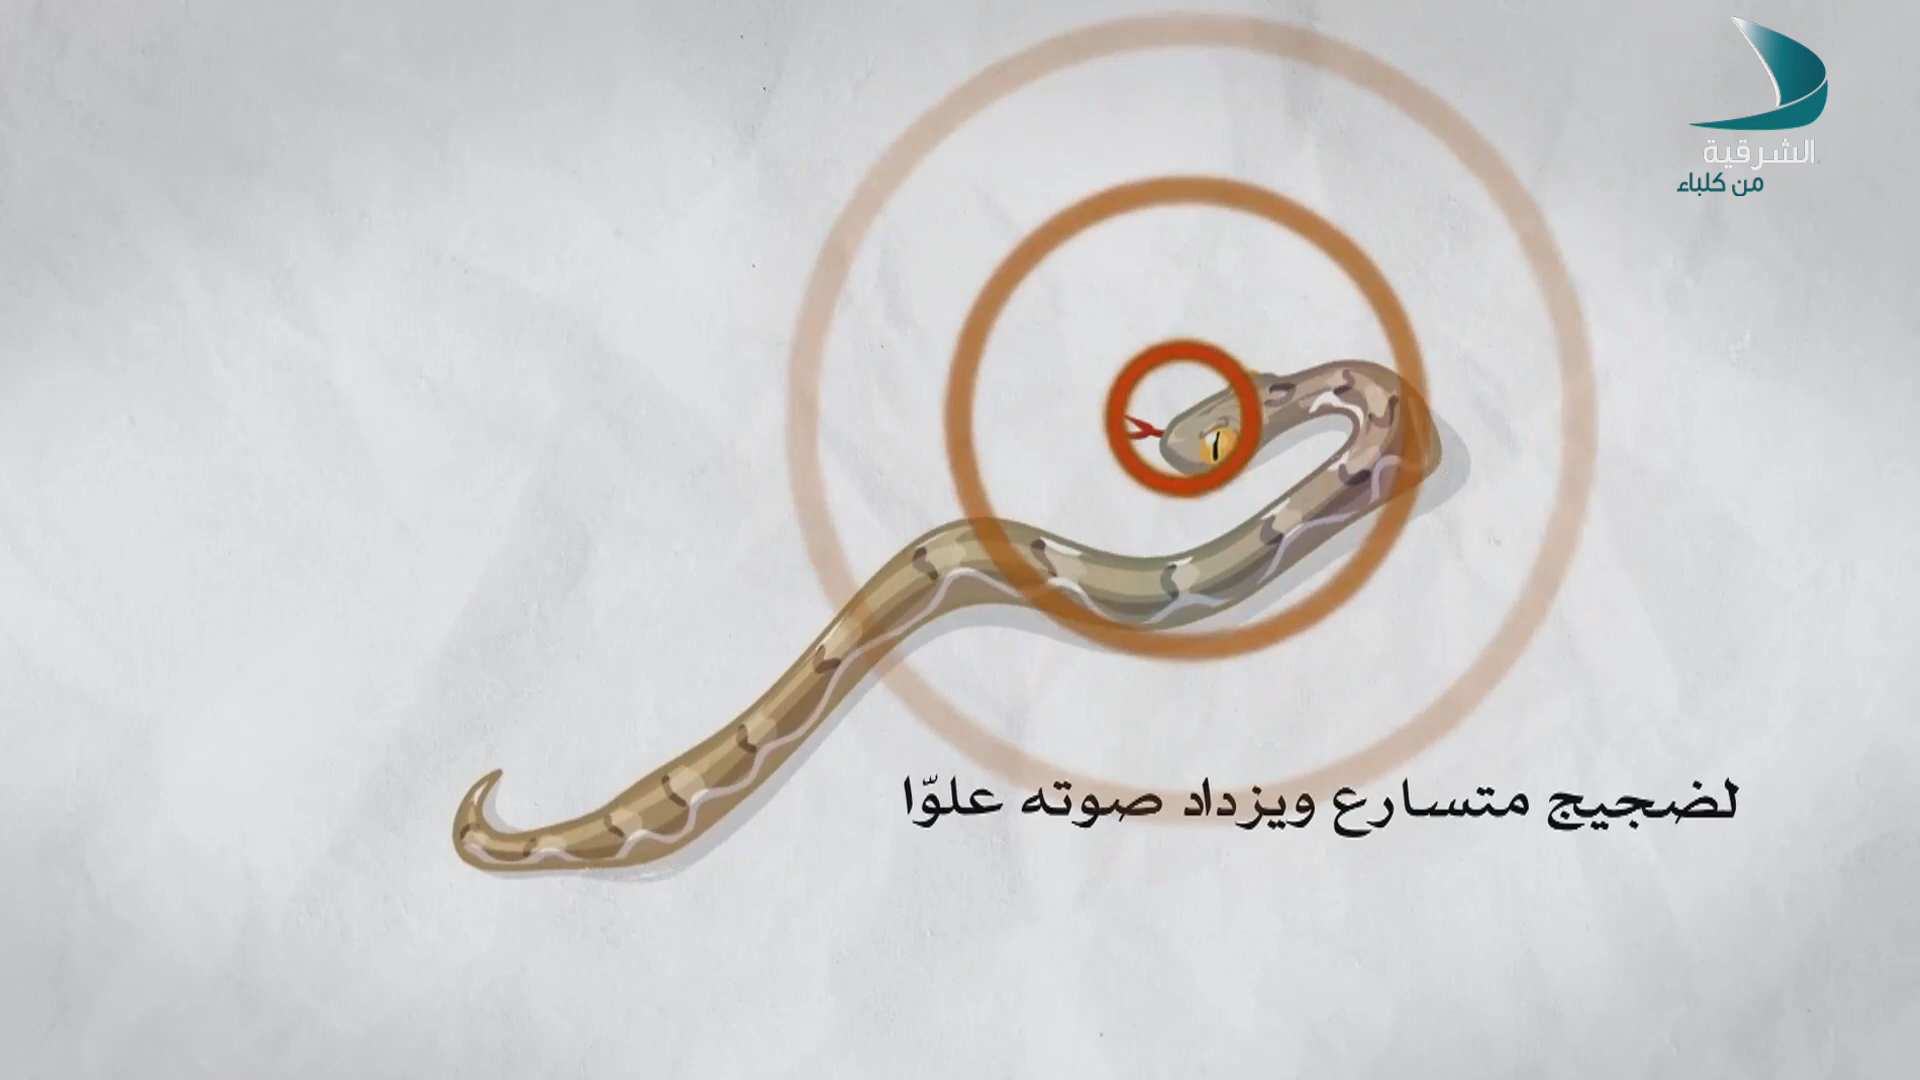 الشرقية
من كلباء
لضجيج متسارع ويزداد صوته علوّا